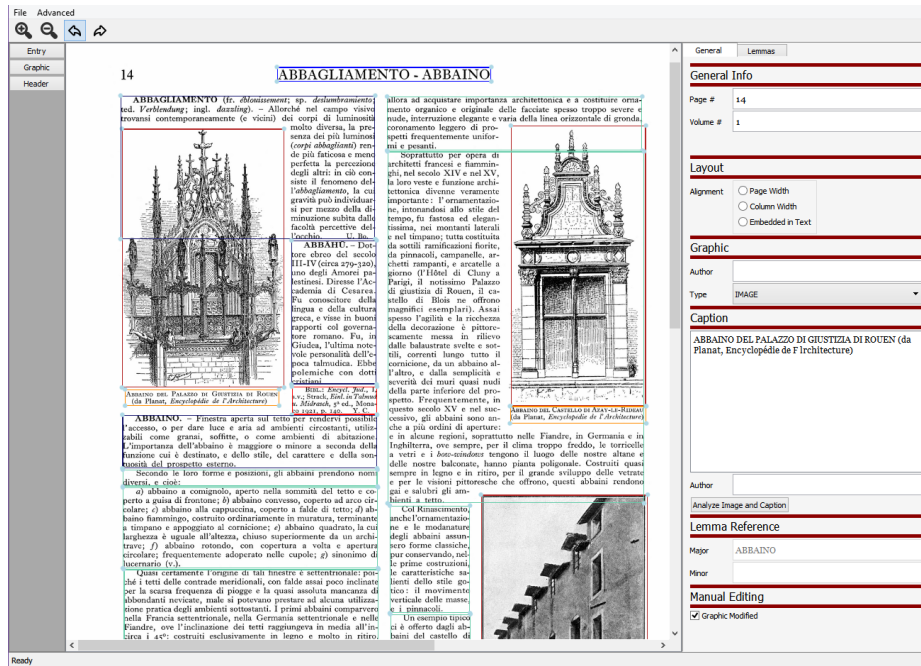 File Advanced
Entry
Graphic
Header
14 ABBAGLIAMENTO - ABBAINO
ABBAGLIAMENTO (fr. éblouissement; sp. deslumbramiento;
ted. Verblendung; ingl. dazzling). – Allorché nel campo visivo
trovansi contemporaneamente (e vicini) dei corpi di luminosità
molto diversa, la pre-
senza dei più luminosi
(corpi abbaglianti) ren-
de più faticosa e meno
perfetta la percezione
degli altri: in ciò con-
siste il fenomeno del-
l'abbagliamento, la cui
gravità può individuar-
si per mezzo della di-
minuzione subita dalle
facoltà percettive del-
l'occhio. U. Bo.
ABBĀHŪ. – Dot-
tore ebreo del secolo
III-IV (circa 279-320),
uno degli Amorei pa-
lestinesi. Diresse l'Ac-
cademia di Cesarea.
Fu conoscitore della
lingua e della cultura
greca, e visse in buoni
rapporti col governa-
tore romano. Fu, in
Giudea, l'ultima note-
vole personalità dell'e-
poca talmudica. Ebbe
polemiche con dotti
cristiani
BIBL.: Encycl. Jud., I,
s.v.; Strack, Einl. in Talmud
u. Midrasch, 5ª ed., Mona-
co 1921, p. 140. Y. C.
ABBAINO DEL PALAZZO DI GIUSTIZIA DI ROUEN
(da Planat, Encyclopédie de l'Architecture)
ABBAINO. – Finestra aperta sul tetto per rendervi possibile
l'accesso, o per dare luce e aria ad ambienti circostanti, utiliz-
zabili come granai, soffitte, o come ambienti di abitazione.
L'importanza dell'abbaino è maggiore o minore a seconda della
funzione cui è destinato, e dello stile, del carattere e della son-
tuosità del prospetto esterno.
Secondo le loro forme e posizioni, gli abbaini prendono nomi
diversi, e cioè:
a) abbaino a comignolo, aperto nella sommità del tetto e co-
perto a guisa di frontone; b) abbaino convesso, coperto ad arco cir-
colare; c) abbaino alla cappuccina, coperto a falde di tetto; d) ab-
baino fiammingo, costruito ordinariamente in muratura, terminante
a timpano e appoggiato al cornicione; e) abbaino quadrato, la cui
larghezza è uguale all'altezza, chiuso superiormente da un archi-
trave; f) abbaino rotondo, con copertura a volta e apertura
circolare; frequentemente adoperato nelle cupole; g) sinonimo di
lucernario (v.).
Quasi certamente l'origine di tali finestre è settentrionale: poi-
ché i tetti delle contrade meridionali, con falde assai poco inclinate
per la scarsa frequenza di piogge e la quasi assoluta mancanza di
abbondanti nevicate, male si potevano prestare ad alcuna utilizza-
zione pratica degli ambienti sottostanti. I primi abbaini comparvero
nella Francia settentrionale, nella Germania settentrionale e nelle
Fiandre, ove l'inclinazione dei tetti raggiungeva in media all'in-
circa i 45°: costruiti esclusivamente in legno e molto in ritiro,
allora ad acquistare importanza architettonica e a costituire orna-
mento organico e originale delle facciate spesso troppo severe e
nude, interruzione elegante e varia della linea orizzontale di gronda,
coronamento leggero di pro-
spetti frequentemente unifor-
mi e pesanti.
Soprattutto per opera di
architetti francesi e fiammin-
ghi, nel secolo XIV e nel XV,
la loro veste e funzione archi-
tettonica divenne veramente
importante: l'ornamentazio-
ne, intonandosi allo stile del
tempo, fu fastosa ed elegan-
tissima, nei montanti laterali
e nel timpano; tutta costituita
da sottili ramificazioni fiorite,
da pinnacoli, campanelle, ar-
chetti rampanti, e arcatelle a
giorno (l'Hôtel di Cluny a
Parigi, il notissimo Palazzo
di giustizia di Rouen, il ca-
stello di Blois ne offrono
magnifici esemplari). Assai
spesso l'agilità e la ricchezza
della decorazione è pittore-
scamente messa in rilievo
dalle balaustrate svelte e sot-
tili, correnti lungo tutto il
cornicione, da un abbaino al-
l'altro, e dalla semplicità e
severità dei muri quasi nudi
della parte inferiore del pro-
spetto. Frequentemente, in
questo secolo XV e nel suc-
cessivo, gli abbaini sono an-
che a più ordini di aperture:
ABBAINO DEL CASTELLO DI AZAY-LE-RIDEAU
(da Planat, Encyclopédie de l'Architecture)
e in alcune regioni, soprattutto nelle Fiandre, in Germania e in
Inghilterra, ove sempre, per il clima troppo freddo, le torricelle
a vetri e i bow-windows tengono il luogo delle nostre altane e
delle nostre balconate, hanno pianta poligonale. Costruiti quasi
sempre in legno e in ritiro, per il grande sviluppo delle vetrate
e per le visioni pittoresche che offrono, questi abbaini rendono
gai e salubri gli am-
bienti a tetto.
Col Rinascimento,
anche l'ornamentazio-
ne e le modanature
degli abbaini assun-
sero forme classiche,
pur conservando, nel-
le prime costruzioni,
le caratteristiche sa-
lienti dello stile go-
tico: il movimento
verticale delle masse,
e i pinnacoli.
Un esempio tipico
ci è offerto dagli ab-
baini del castello di
General Lemmas
General Info
Page # 14
Volume # 1
Layout
Alignment Page Width
Column Width
Embedded in Text
Graphic
Author
Type IMAGE
Caption
ABBAINO DEL PALAZZO DI GIUSTIZIA DI ROUEN (da
Planat, Encyclopédie de F lrchitecture)
Author
Analyze Image and Caption
Lemma Reference
Major ABBAINO
Minor
Manual Editing
Graphic Modified
Ready